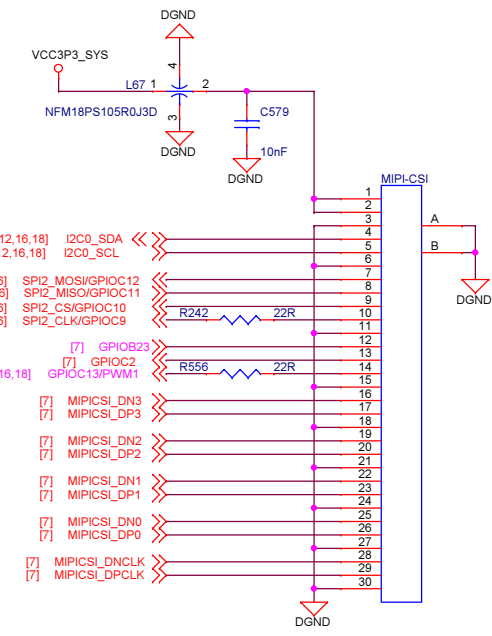 DGND
VCC3P3_SYS
4
L67 1 2
NFM18PS105R0J3D
3
C579
DGND
10nF
DGND
MIPI-CSI
1
2
3
A
12,16,18] I2C0_SDA 4
2,16,18] I2C0_SCL 5
B
6
6] SPI2_MOSI/GPIOC12 7
6] SPI2_MISO/GPIOC11 8
6] SPI2_CS/GPIOC10 9
6] SPI2_CLK/GPIOC9 R242 22R 10
DGND
11
[7] GPIOB23 12
[7] GPIOC2 13
16,18] GPIOC13/PWM1 R556 22R 14
15
[7] MIPICSI_DN3 16
[7] MIPICSI_DP3 17
18
[7] MIPICSI_DN2 19
[7] MIPICSI_DP2 20
21
[7] MIPICSI_DN1 22
[7] MIPICSI_DP1 23
24
[7] MIPICSI_DN0 25
[7] MIPICSI_DP0 26
27
[7] MIPICSI_DNCLK 28
[7] MIPICSI_DPCLK 29
30
DGND